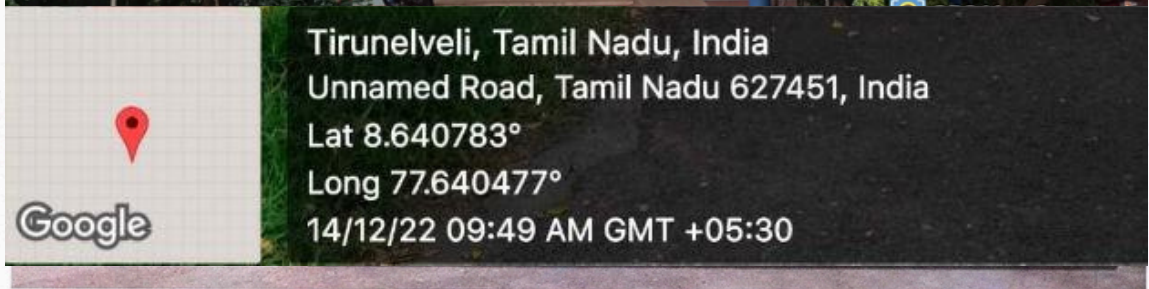 Tirunelveli, Tamil Nadu, India
Unnamed Road, Tamil Nadu 627451, India
Lat 8.640783°
Long 77.640477°
14/12/22 09:49 AM GMT +05:30
Google